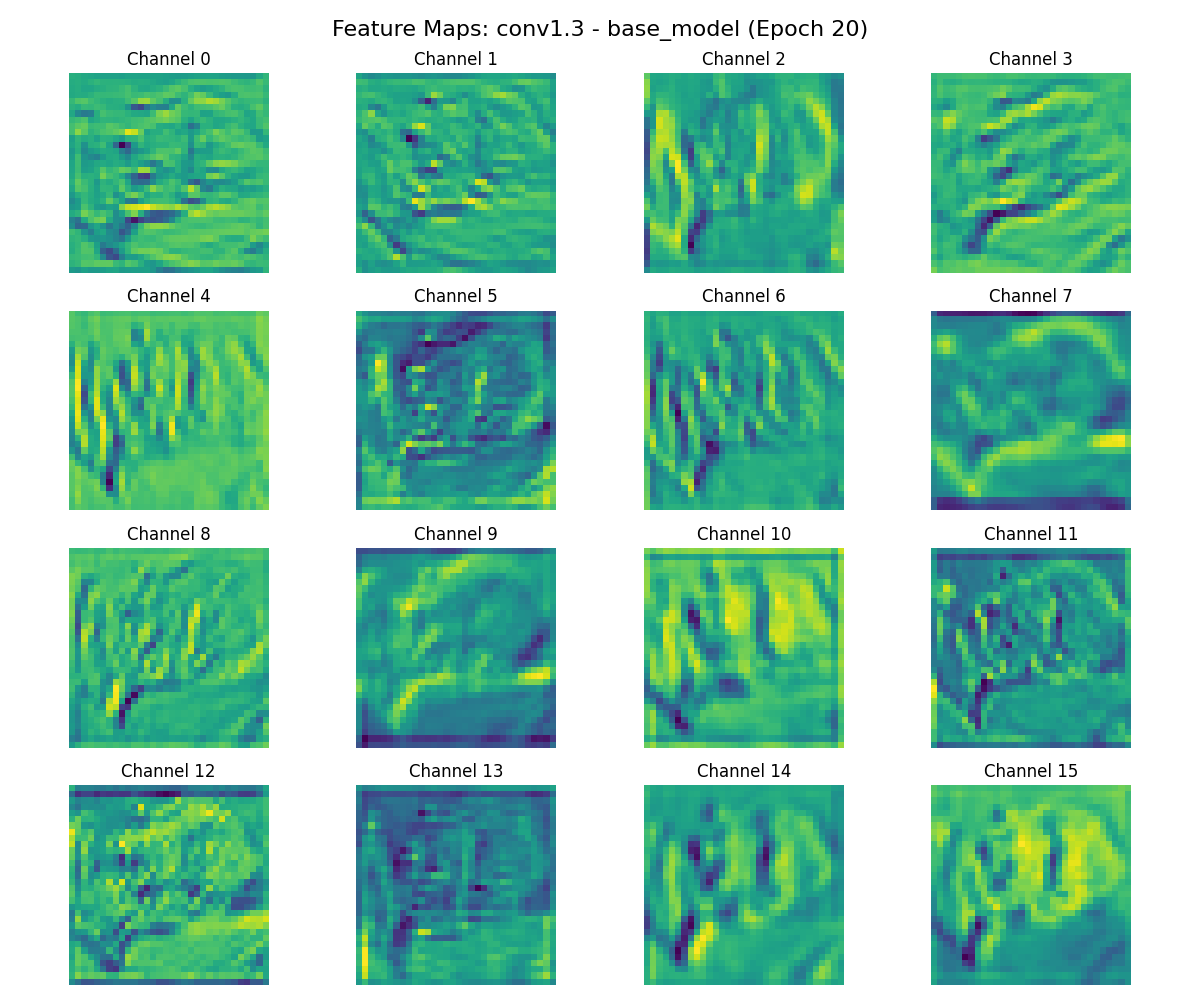 Feature Maps: conv1.3 - base_model (Epoch 20)
Channel 0 Channel 1 Channel 2 Channel 3
Channel 4 Channel 5 Channel 6 Channel 7
Channel 8 Channel 9 Channel 10 Channel 11
Channel 12 Channel 13 Channel 14 Channel 15